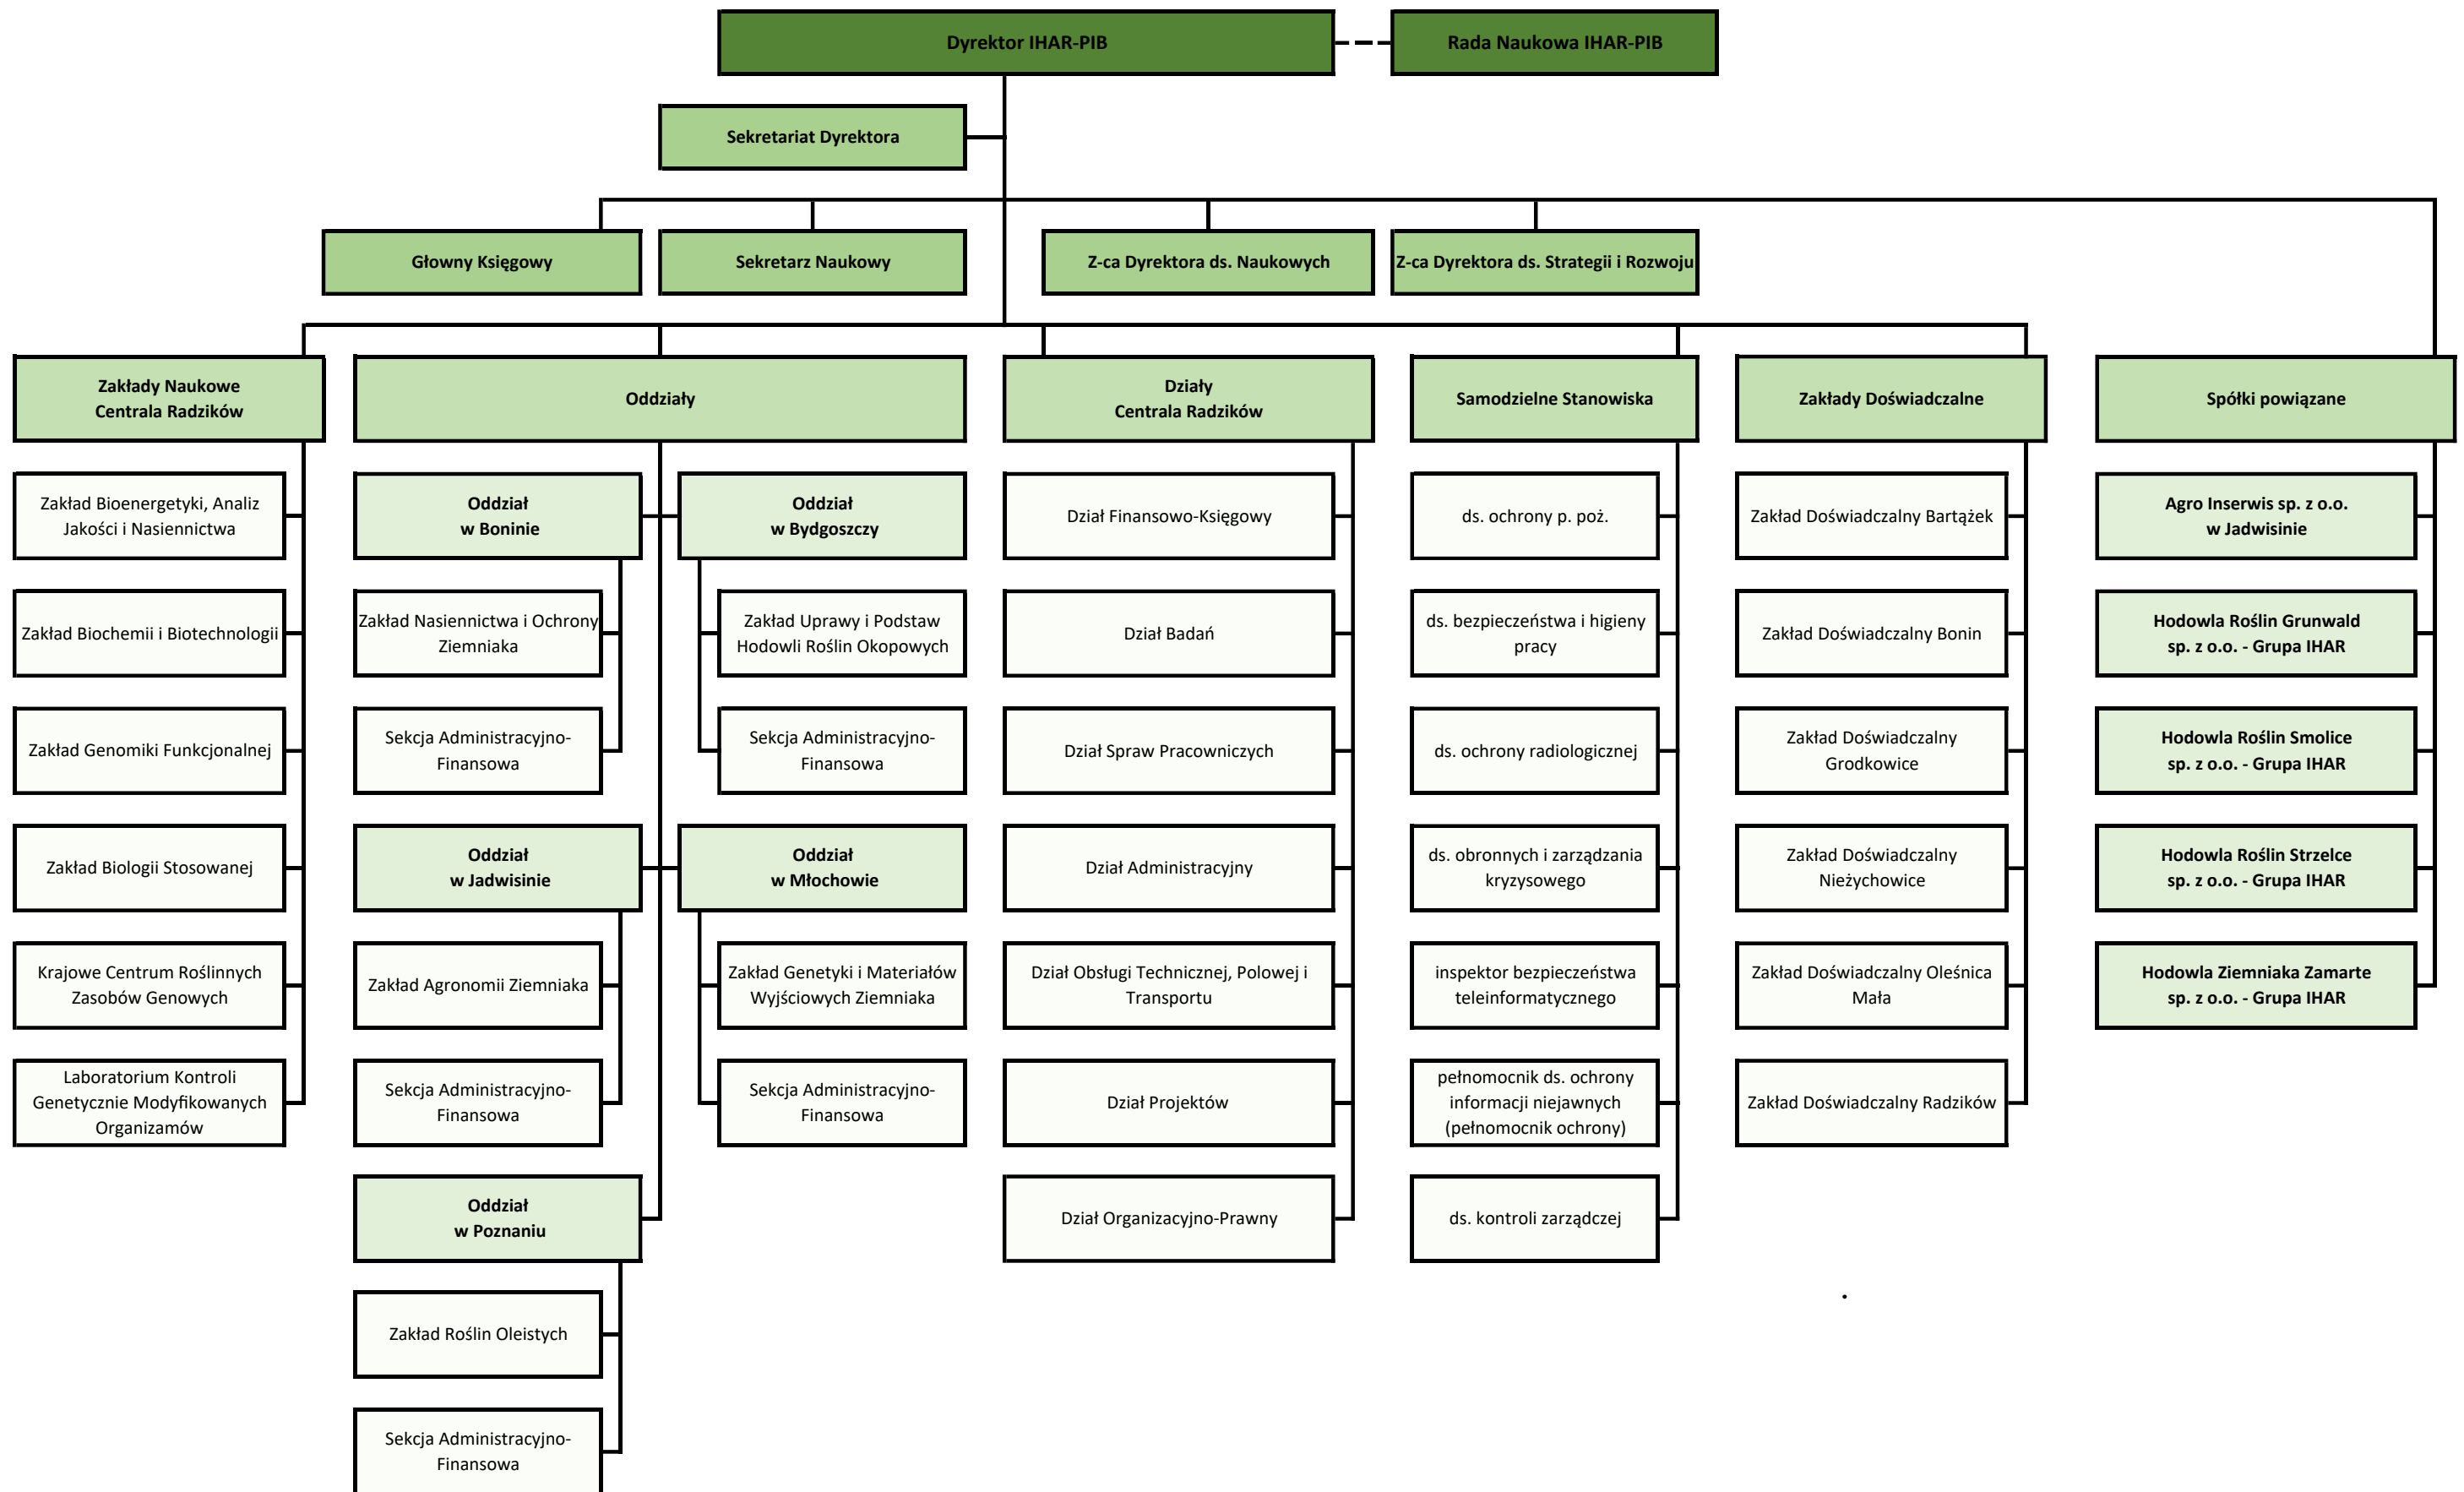 Dyrektor IHAR-PIB
Rada Naukowa IHAR-PIB
Sekretariat Dyrektora
Głowny Księgowy
Sekretarz Naukowy
Z-ca Dyrektora ds. Naukowych
Z-ca Dyrektora ds. Strategii i Rozwoju
Zakłady Naukowe
Centrala Radzików
Zakład Bioenergetyki, Analiz
Jakości i Nasiennictwa
Zakład Biochemii i Biotechnologii
Zakład Genomiki Funkcjonalnej
Zakład Biologii Stosowanej
Krajowe Centrum Roślinnych
Zasobów Genowych
Laboratorium Kontroli
Genetycznie Modyfikowanych
Organizamów
Oddziały
Oddział
w Boninie
Zakład Nasiennictwa i Ochrony
Ziemniaka
Sekcja Administracyjno-
Finansowa
Oddział
w Bydgoszczy
Zakład Uprawy i Podstaw
Hodowli Roślin Okopowych
Sekcja Administracyjno-
Finansowa
Oddział
w Jadwisinie
Zakład Agronomii Ziemniaka
Sekcja Administracyjno-
Finansowa
Oddział
w Młochowie
Zakład Genetyki i Materiałów
Wyjściowych Ziemniaka
Sekcja Administracyjno-
Finansowa
Oddział
w Poznaniu
Zakład Roślin Oleistych
Sekcja Administracyjno-
Finansowa
Działy
Centrala Radzików
Dział Finansowo-Księgowy
Dział Badań
Dział Spraw Pracowniczych
Dział Administracyjny
Dział Obsługi Technicznej, Polowej i
Transportu
Dział Projektów
Dział Organizacyjno-Prawny
Samodzielne Stanowiska
ds. ochrony p. poż.
ds. bezpieczeństwa i higieny
pracy
ds. ochrony radiologicznej
ds. obronnych i zarządzania
kryzysowego
inspektor bezpieczeństwa
teleinformatycznego
pełnomocnik ds. ochrony
informacji niejawnych
(pełnomocnik ochrony)
ds. kontroli zarządczej
Zakłady Doświadczalne
Zakład Doświadczalny Bartążek
Zakład Doświadczalny Bonin
Zakład Doświadczalny
Grodkowice
Zakład Doświadczalny
Nieżychowice
Zakład Doświadczalny Oleśnica
Mała
Zakład Doświadczalny Radzików
.
Spółki powiązane
Agro Inserwis sp. z o.o.
w Jadwisinie
Hodowla Roślin Grunwald
sp. z o.o. - Grupa IHAR
Hodowla Roślin Smolice
sp. z o.o. - Grupa IHAR
Hodowla Roślin Strzelce
sp. z o.o. - Grupa IHAR
Hodowla Ziemniaka Zamarte
sp. z o.o. - Grupa IHAR